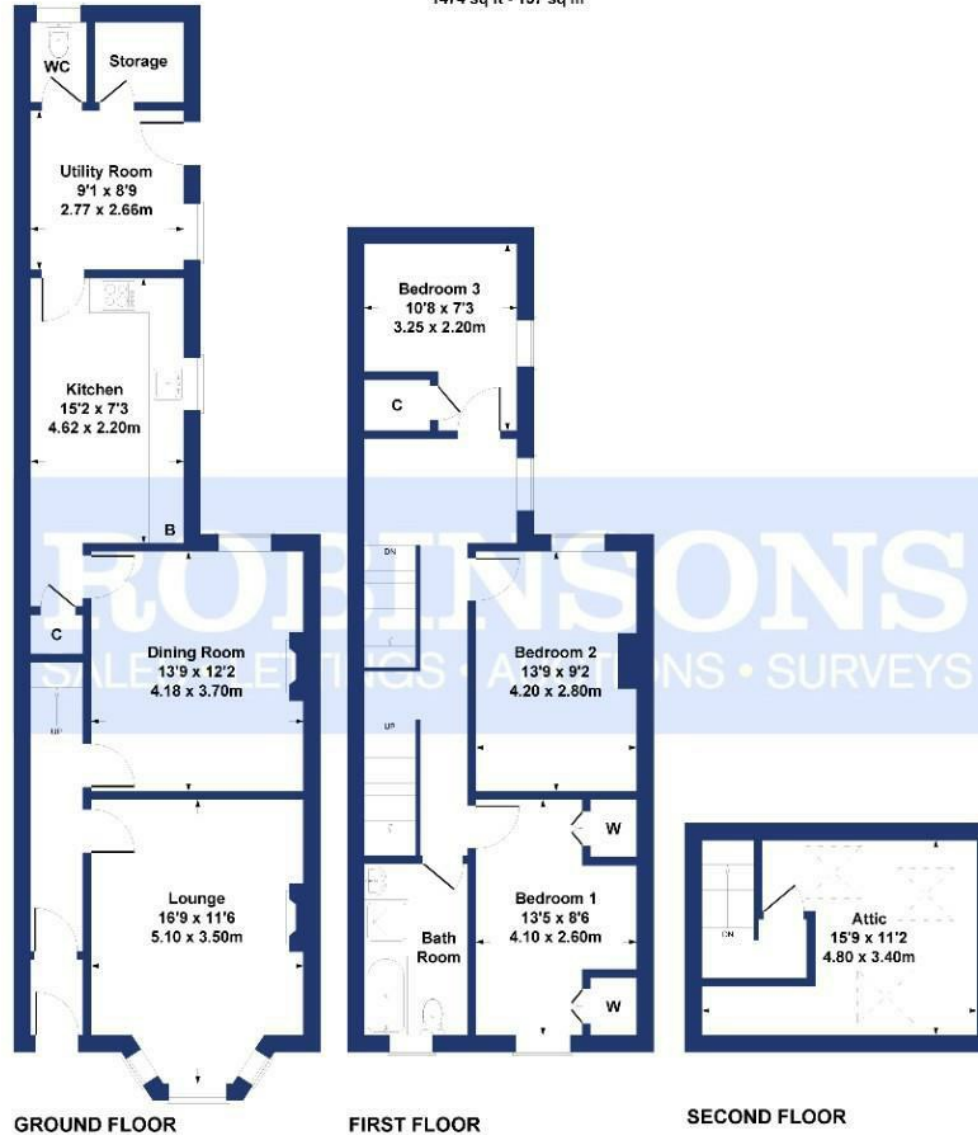 1474 sq ft - 137 sq m
WC
Storage
Utility Room
9'1 x 8'9
2.77 x 2.66m
Kitchen
15'2 x 7'3
4.62 x 2.20m
B
C
Dining Room
13'9 x 12'2
4.18 x 3.70m
UP
Lounge
16'9 x 11'6
5.10 x 3.50m
GROUND FLOOR
Bedroom 3
10'8 x 7'3
3.25 x 2.20m
C
DN
Bedroom 2
13'9 x 9'2
4.20 x 2.80m
UP
W
Bedroom 1
13'5 x 8'6
4.10 x 2.60m
Bath
Room
W
FIRST FLOOR
DN
Attic
15'9 x 11'2
4.80 x 3.40m
SECOND FLOOR
ROBINSONS
SALES • LETTINGS • AUCTIONS • SURVEYS